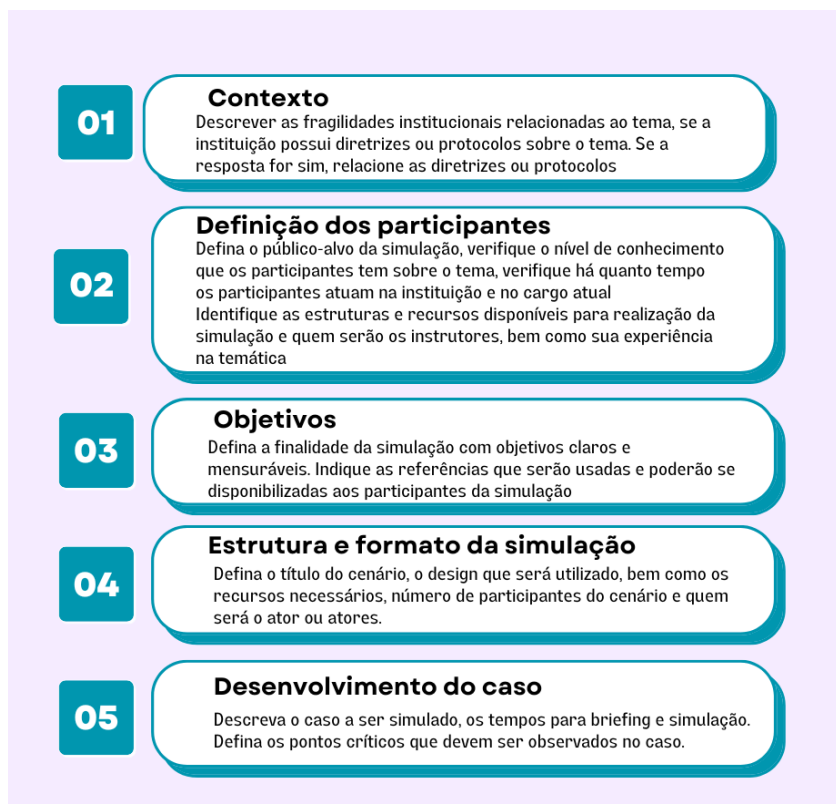 01
Contexto
Descrever as fragilidades institucionais relacionadas ao tema, se a
instituição possui diretrizes ou protocolos sobre o tema. Se a
resposta for sim, relacione as diretrizes ou protocolos
02
Definição dos participantes
Defina o público-alvo da simulação, verifique o nível de conhecimento
que os participantes tem sobre o tema, verifique há quanto tempo
os participantes atuam na instituição e no cargo atual
Identifique as estruturas e recursos disponíveis para realização da
simulação e quem serão os instrutores, bem como sua experiência
na temática
03
Objetivos
Defina a finalidade da simulação com objetivos claros e
mensuráveis. Indique as referências que serão usadas e poderão se
disponibilizadas aos participantes da simulação
04
Estrutura e formato da simulação
Defina o título do cenário, o design que será utilizado, bem como os
recursos necessários, número de participantes do cenário e quem
será o ator ou atores.
05
Desenvolvimento do caso
Descreva o caso a ser simulado, os tempos para briefing e simulação.
Defina os pontos críticos que devem ser observados no caso.